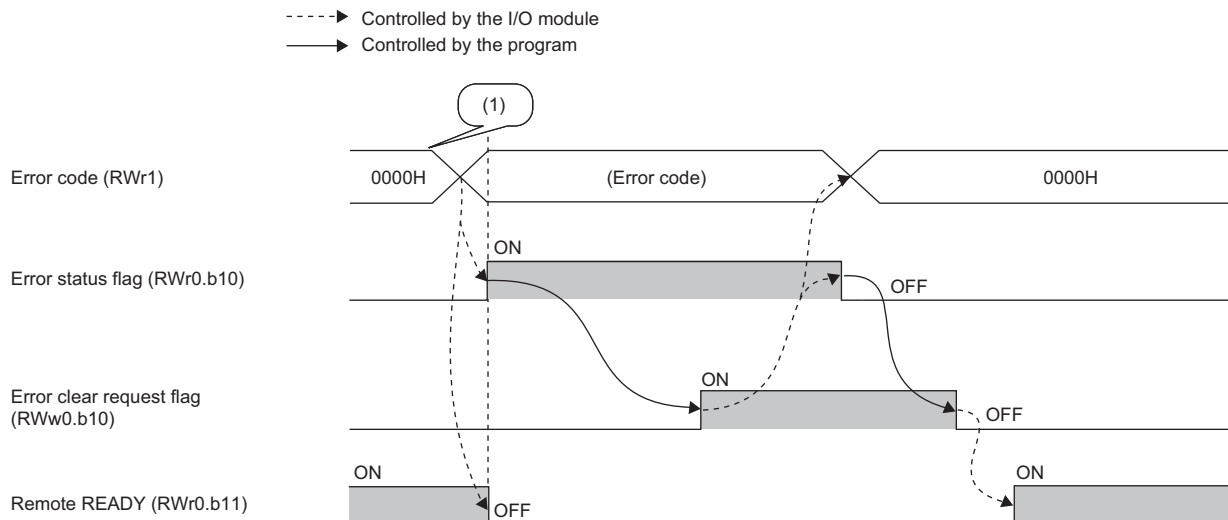 Controlled by the I/O module
Controlled by the program
(1)
Error code (RWr1)
0000H
(Error code)
0000H
ON
Error status flag (RWr0.b10)
OFF
ON
Error clear request flag
(RWw0.b10)
OFF
ON
ON
Remote READY (RWr0.b11)
OFF